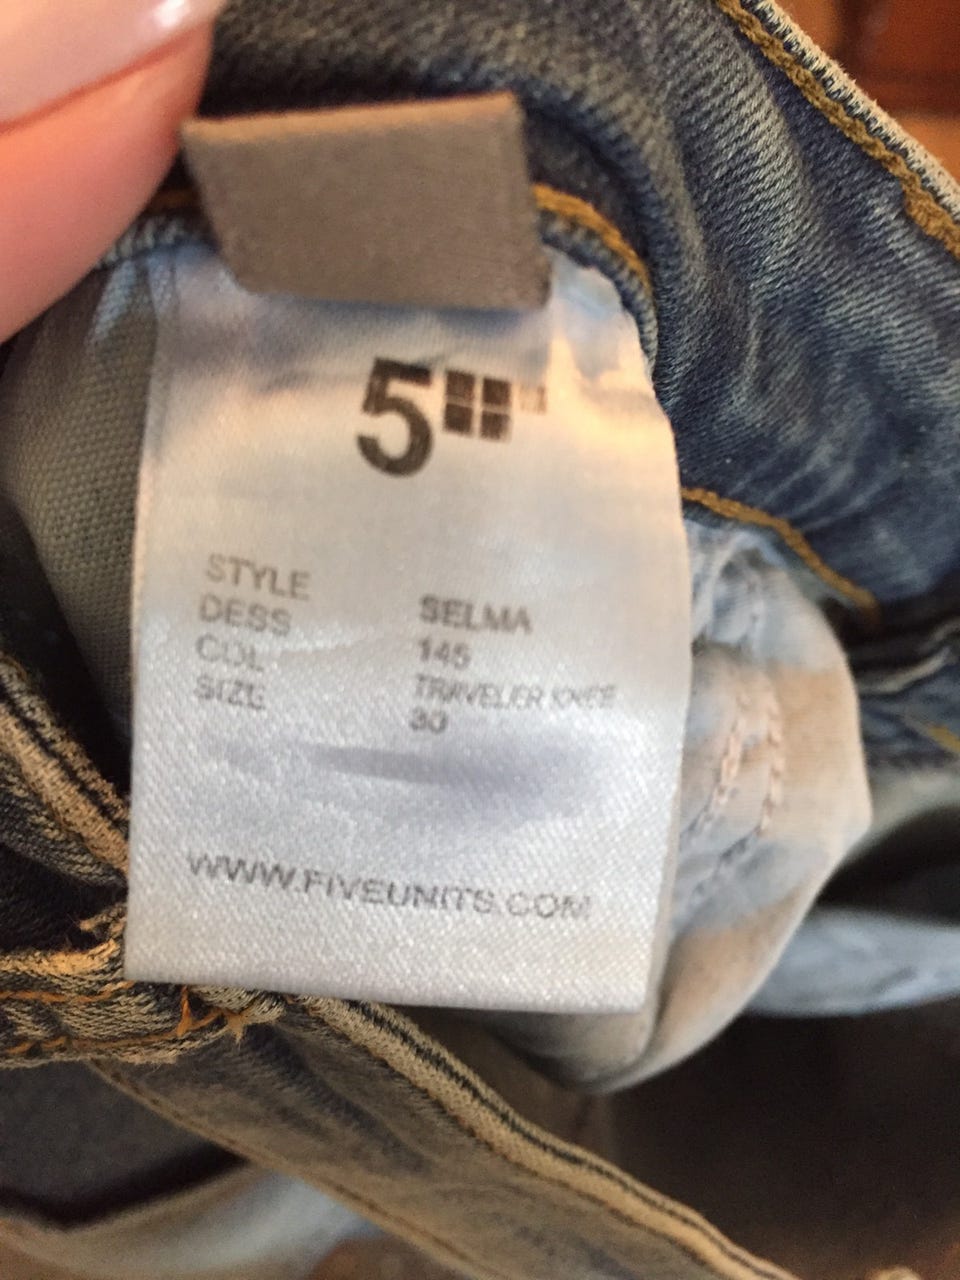 5
STYLE SELMA
DESS 145
COL TRAVELER KNEE
SIZE 30
WWW.FIVEUNITS.COM